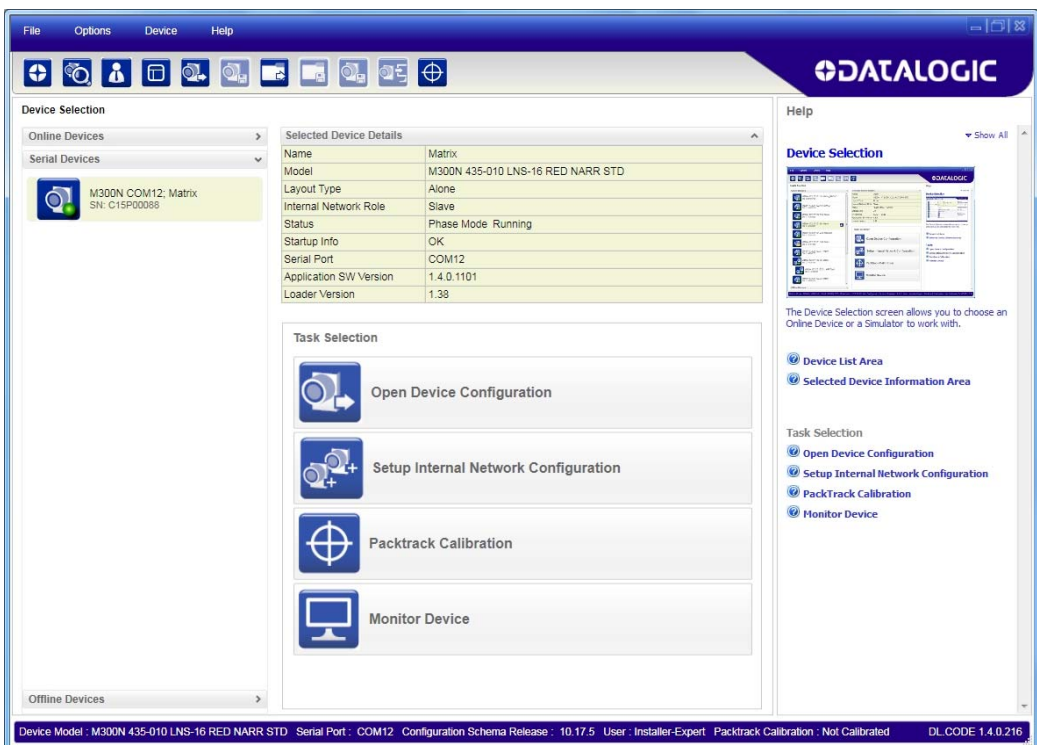 File Options Device Help
DATALOGIC
Device Selection
Online Devices
Serial Devices
M300N COM12; Matrix
SN: C15P00088
Offline Devices
Selected Device Details
Name Matrix
Model M300N 435-010 LNS-16 RED NARR STD
Layout Type Alone
Internal Network Role Slave
Status Phase Mode Running
Startup Info OK
Serial Port COM12
Application SW Version 1.4.0.1101
Loader Version 1.38
Task Selection
Open Device Configuration
Setup Internal Network Configuration
Packtrack Calibration
Monitor Device
Help
Show All
Device Selection
The Device Selection screen allows you to choose an
Online Device or a Simulator to work with.
Device List Area
Selected Device Information Area
Task Selection
Open Device Configuration
Setup Internal Network Configuration
PackTrack Calibration
Monitor Device
Device Model : M300N 435-010 LNS-16 RED NARR STD Serial Port : COM12 Configuration Schema Release : 10.17.5 User : Installer-Expert Packtrack Calibration : Not Calibrated DL.CODE 1.4.0.216